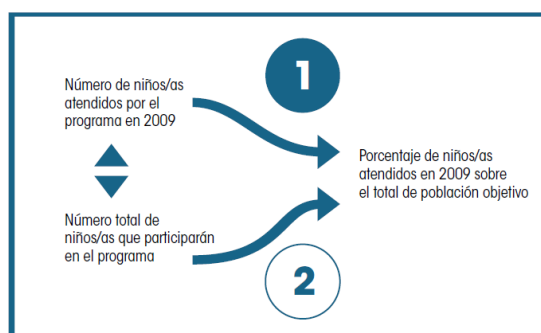 1
Número de niños/as
atendidos por el
programa en 2009
Porcentaje de niños/as
atendidos en 2009 sobre
el total de población objetivo
Número total de
niños/as que participarán
en el programa
2